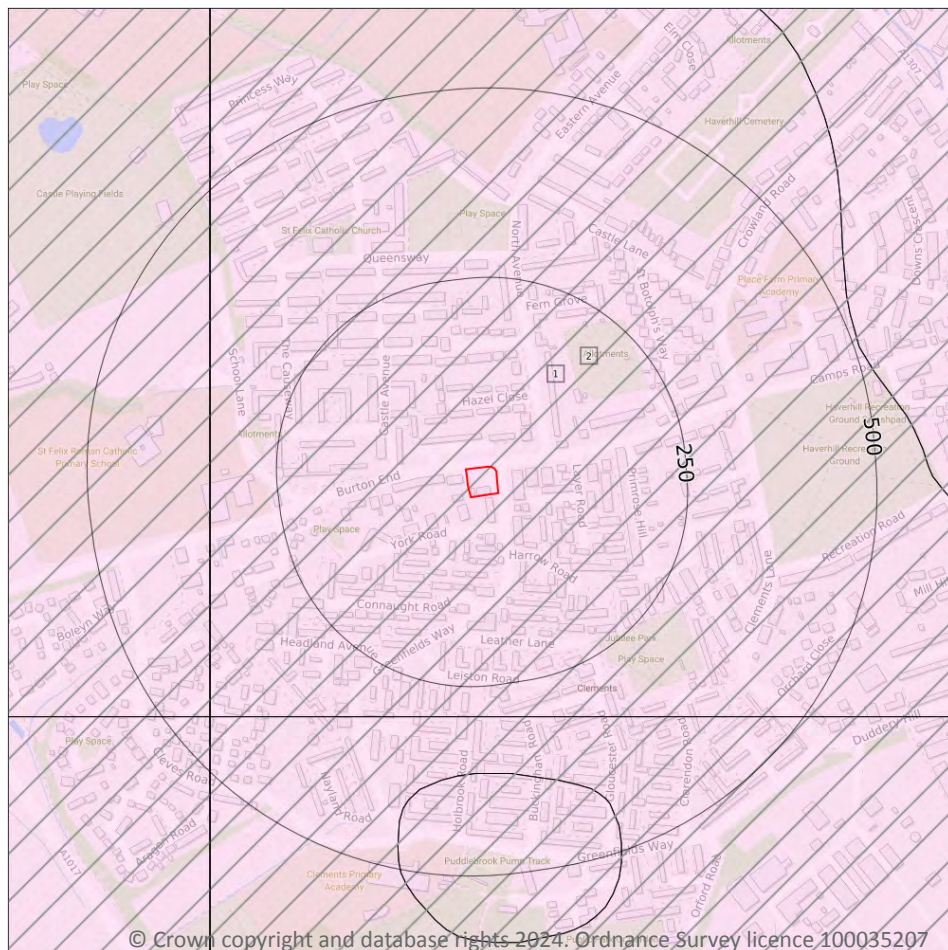 Elm Close
Allotments
A1307
Play Space
Princess Way
Eastern Avenue
Haverhill Cemetery
Castle Playing Fields
Crowland Road
Downs Crescent
Play Space
St Felix Catholic Church
North Avenue
Castle Lane
Queensway
St Botolph's Way
Place Farm Primary
Academy
Fern Grove
2
Allotments
1
School Lane
The Causeway
Castle Avenue
Camps Road
Hazel Close
Haverhill Recreation
Ground
Allotments
500
St Felix Roman Catholic
Primary School
Haverhill
Ground
250
Burton End
Layer Road
Primrose Hill
Play Space
York Road
Recreation Road
Harrow Road
Clements Lane
Mill
Connaught Road
Boleyn Way
Headland Avenue
Leather Lane
Jubilee Park
Orchard Close
Play Space
Leiston Road
Clements
Duddery Hill
Play Space
Cleves Road
Holbrook Road
Buckingham Road
Gloucester Road
Clarendon Road
Nayland Road
Aragon Road
Greenfields Way
A1017
Puddlebrook Pump Track
Clements Primary
Academy
Orford Road
© Crown copyright and database rights 2024. Ordnance Survey licence 100035207